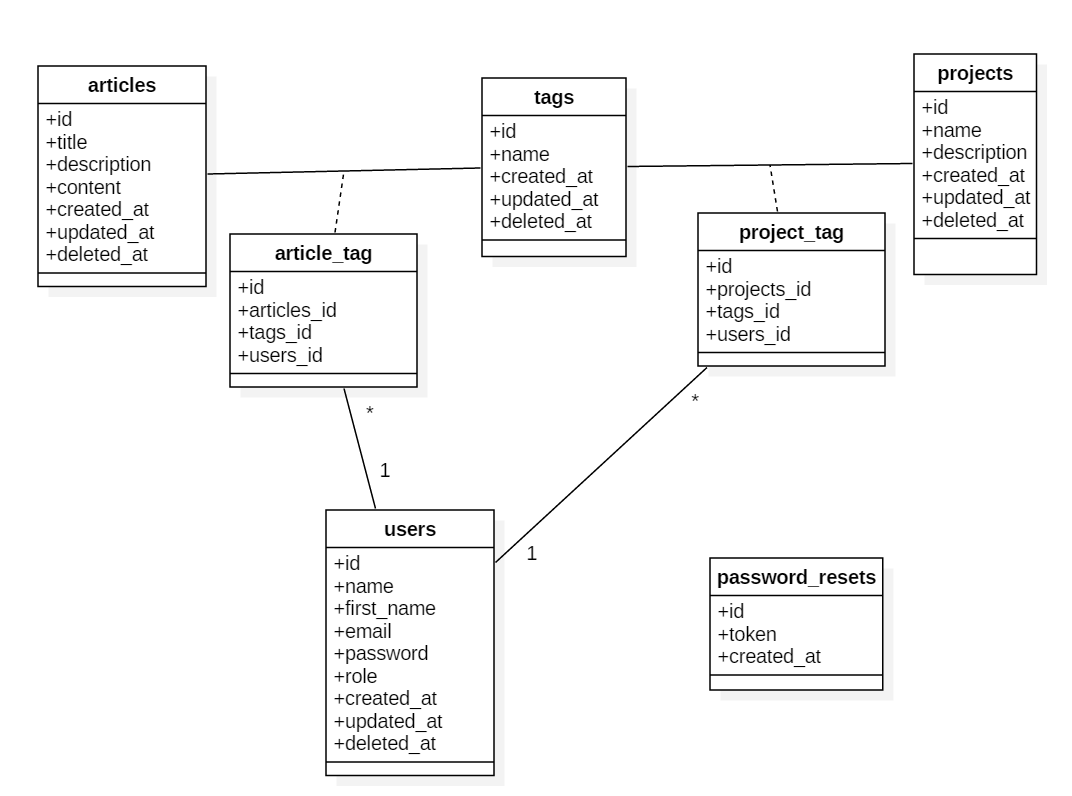 articles
+id
+title
+description
+content
+created_at
+updated_at
+deleted_at
tags
+id
+name
+created_at
+updated_at
+deleted_at
projects
+id
+name
+description
+created_at
+updated_at
+deleted_at
article_tag
+id
+articles_id
+tags_id
+users_id
project_tag
+id
+projects_id
+tags_id
+users_id
*
1
*
1
users
+id
+name
+first_name
+email
+password
+role
+created_at
+updated_at
+deleted_at
password_resets
+id
+token
+created_at